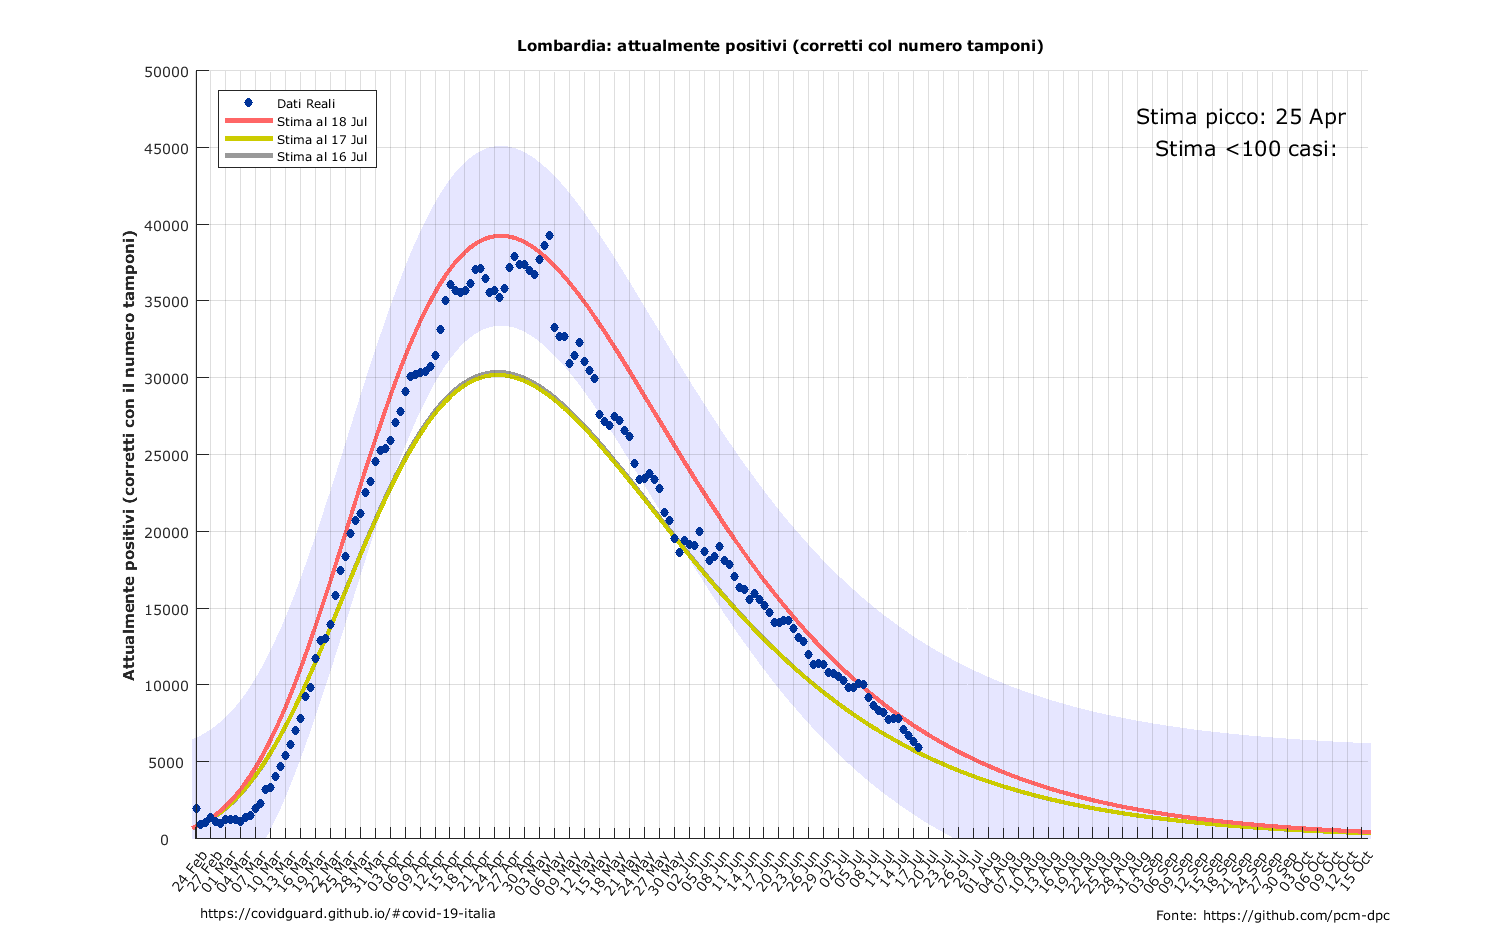 Lombardia: attualmente positivi (corretti col numero tamponi)
Attualmente positivi (corretti con il numero tamponi)
50000
45000
40000
35000
30000
25000
20000
15000
10000
5000
0
Dati Reali
Stima al 18 Jul
Stima al 17 Jul
Stima al 16 Jul
Stima picco: 25 Apr
Stima <100 casi:
24 Feb
27 Feb
01 Mar
04 Mar
07 Mar
10 Mar
13 Mar
16 Mar
19 Mar
22 Mar
25 Mar
28 Mar
31 Mar
03 Apr
06 Apr
09 Apr
12 Apr
15 Apr
18 Apr
21 Apr
24 Apr
27 Apr
30 Apr
03 May
06 May
09 May
12 May
15 May
18 May
21 May
24 May
27 May
30 May
02 Jun
05 Jun
08 Jun
11 Jun
14 Jun
17 Jun
20 Jun
23 Jun
26 Jun
29 Jun
02 Jul
05 Jul
08 Jul
11 Jul
14 Jul
17 Jul
20 Jul
23 Jul
26 Jul
29 Jul
01 Aug
04 Aug
07 Aug
10 Aug
13 Aug
16 Aug
19 Aug
22 Aug
25 Aug
28 Aug
31 Aug
03 Sep
06 Sep
09 Sep
12 Sep
15 Sep
18 Sep
21 Sep
24 Sep
27 Sep
30 Sep
03 Oct
06 Oct
09 Oct
12 Oct
15 Oct
https://covidguard.github.io/#covid-19-italia
Fonte: https://github.com/pcm-dpc